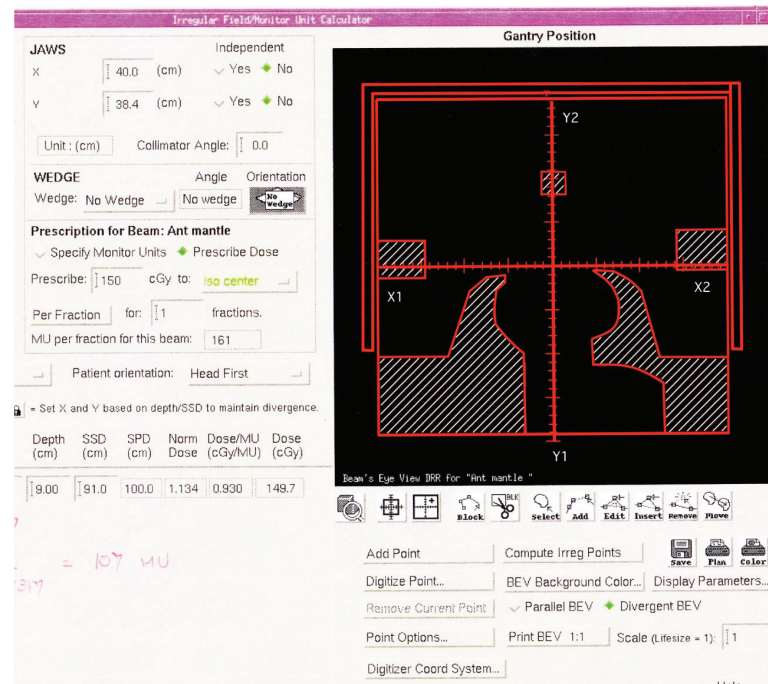 Irregular Field/Monitor Unit Calculator
JAWS Independent
X 40.0 (cm) Yes No
Y 38.4 (cm) Yes No
Unit : (cm) Collimator Angle: 0.0
WEDGE Angle Orientation
Wedge: No Wedge No wedge No Wedge
Prescription for Beam: Ant mantle
Specify Monitor Units Prescribe Dose
Prescribe: 150 cGy to: iso center
Per Fraction for: 1 fractions.
MU per fraction for this beam: 161
Patient orientation: Head First
= Set X and Y based on depth/SSD to maintain divergence.
Depth SSD SPD Norm Dose/MU Dose
(cm) (cm) (cm) Dose (cGy/MU) (cGy)
9.00 91.0 100.0 1.134 0.930 149.7
= 107 MU
317
Gantry Position
Y2
X1 X2
Y1
Beam's Eye View DRR for "Ant mantle "
Block BLK Select Add Edit Insert Remove Move
Add Point Compute Irreg Points Save Plan Color
Digitize Point... BEV Background Color... Display Parameters...
Remove Current Point Parallel BEV Divergent BEV
Point Options... Print BEV 1:1 Scale (Lifesize = 1): 1
Digitizer Coord System...